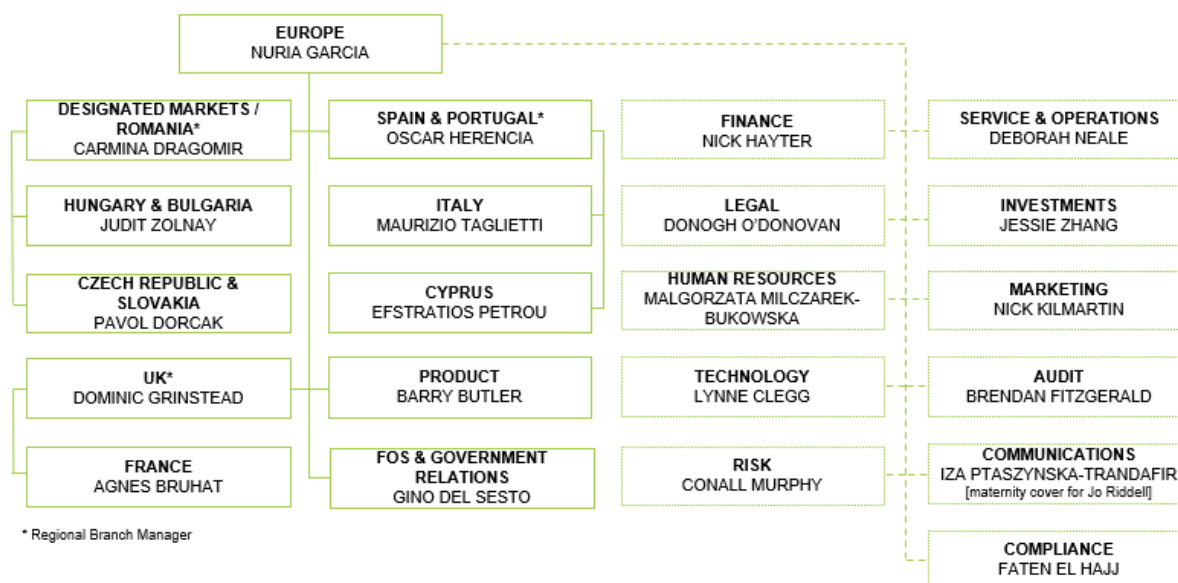 EUROPE
NURIA GARCIA
DESIGNATED MARKETS /
ROMANIA*
CARMINA DRAGOMIR
SPAIN & PORTUGAL*
OSCAR HERENCIA
FINANCE
NICK HAYTER
SERVICE & OPERATIONS
DEBORAH NEALE
HUNGARY & BULGARIA
JUDIT ZOLNAY
ITALY
MAURIZIO TAGLIETTI
LEGAL
DONOGH O'DONOVAN
INVESTMENTS
JESSIE ZHANG
CZECH REPUBLIC &
SLOVAKIA
PAVOL DORCAK
CYPRUS
EFSTRATIOS PETROU
HUMAN RESOURCES
MALGORZATA MILCZAREK-
BUKOWSKA
MARKETING
NICK KILMARTIN
UK*
DOMINIC GRINSTEAD
PRODUCT
BARRY BUTLER
TECHNOLOGY
LYNNE CLEGG
AUDIT
BRENDAN FITZGERALD
FRANCE
AGNES BRUHAT
FOS & GOVERNMENT
RELATIONS
GINO DEL SESTO
RISK
CONALL MURPHY
COMMUNICATIONS
IZA PTASZYNSKA-TRANDAFIR
[maternity cover for Jo Riddell]
* Regional Branch Manager
COMPLIANCE
FATEN EL HAJJ